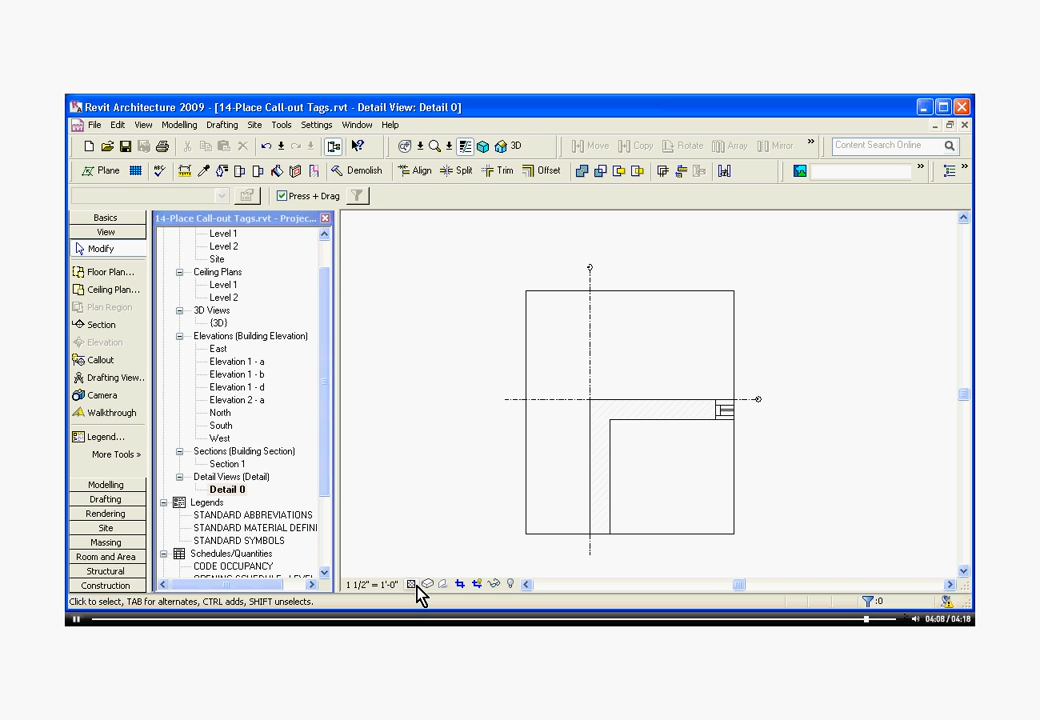 Revit Architecture 2009 - [14-Place Call-out Tags.rvt - Detail View: Detail 0]
File Edit View Modelling Drafting Site Tools Settings Window Help
3D Move Copy Rotate Array Mirror » Content Search Online
Plane Demolish Align Split Trim Offset » »
Press + Drag
Basics
View
Modify
Floor Plan...
Ceiling Plan...
Plan Region
Section
Elevation
Callout
Drafting View...
Camera
Walkthrough
Legend...
More Tools »
Modelling
Drafting
Rendering
Site
Massing
Room and Area
Structural
Construction
14-Place Call-out Tags.rvt - Projec...
Level 1
Level 2
Site
Ceiling Plans
Level 1
Level 2
3D Views
{3D}
Elevations (Building Elevation)
East
Elevation 1 - a
Elevation 1 - b
Elevation 1 - d
Elevation 2 - a
North
South
West
Sections (Building Section)
Section 1
Detail Views (Detail)
Detail 0
Legends
STANDARD ABBREVIATIONS
STANDARD MATERIAL DEFINI
STANDARD SYMBOLS
Schedules/Quantities
CODE OCCUPANCY
1 1/2" = 1'-0"
Click to select, TAB for alternates, CTRL adds, SHIFT unselects.
:0
04:08 / 04:18